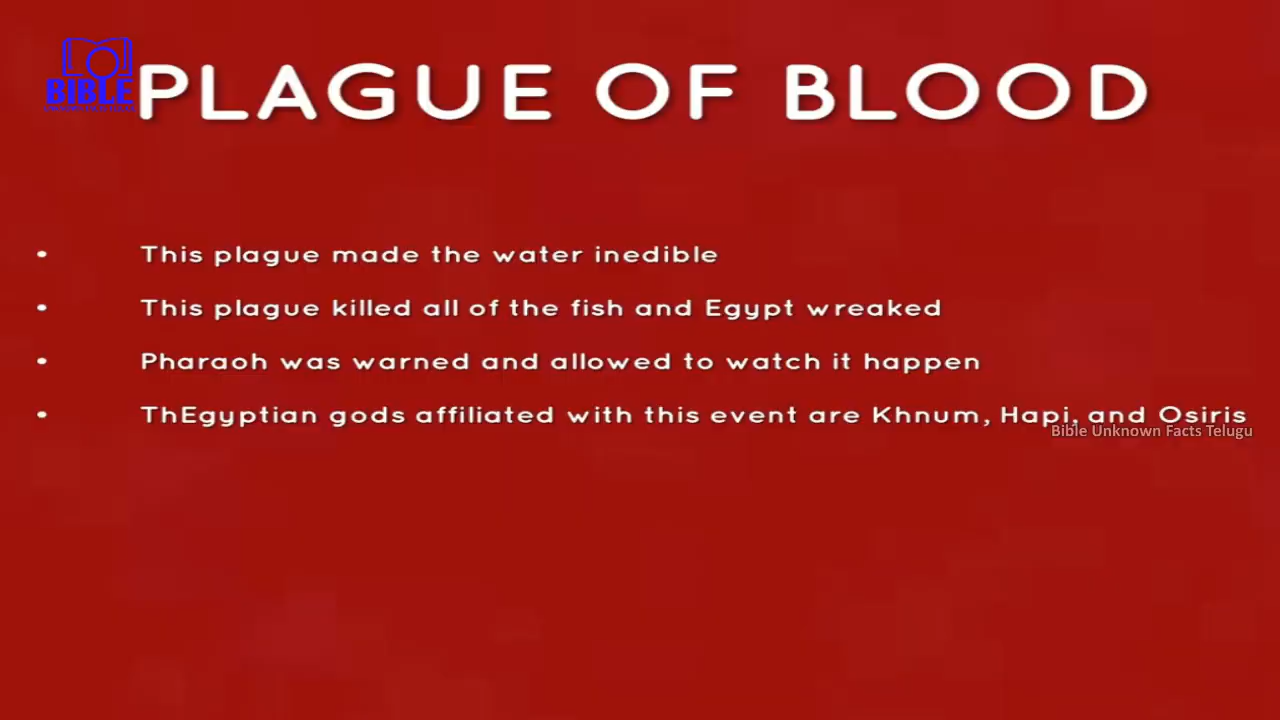 BIBLE
PLAGUE OF BLOOD
• This plague made the water inedible
• This plague killed all of the fish and Egypt wreaked
• Pharaoh was warned and allowed to watch it happen
• ThEgyptian gods affiliated with this event are Khnum, Hapi, and Osiris
Bible Unknown Facts Telugu